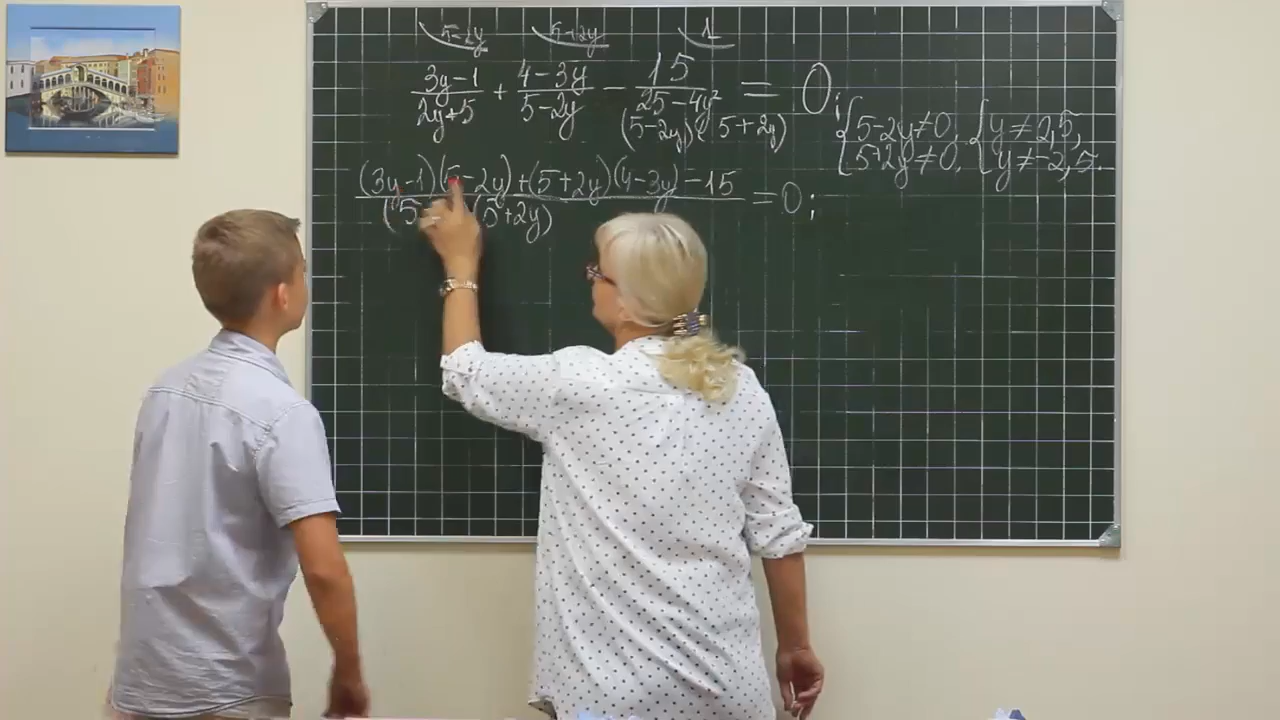 5-2y 5+2y 1
3y-1 / 2y+5 + 4-3y / 5-2y - 15 / 25-4y² = 0;
(5-2y)(5+2y)
{5-2y≠0, {y≠2,5,
{5+2y≠0, {y≠-2,5.
(3y-1)(5-2y)+(5+2y)(4-3y)-15 = 0;
(5 (5+2y)